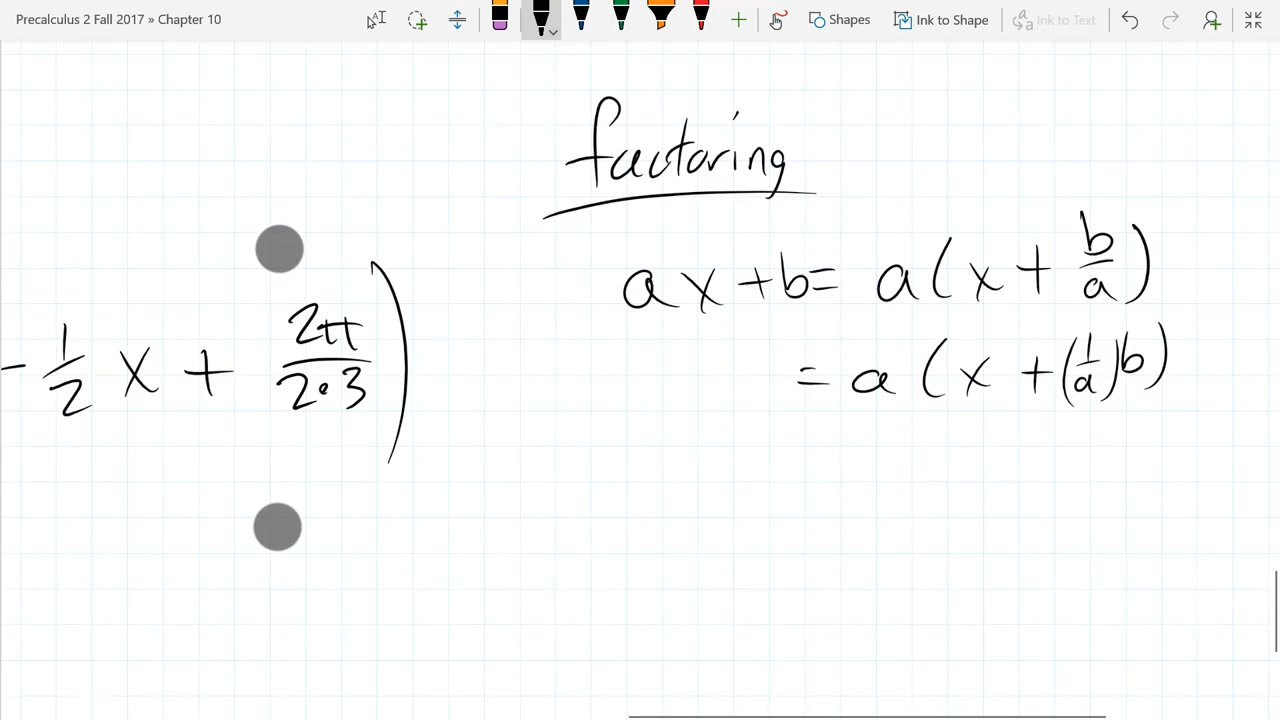 Precalculus 2 Fall 2017 » Chapter 10
Shapes
Ink to Shape
Ink to Text
factoring
ax+b= a(x+ b/a)
= a(x+(1/a)b)
-1/2 x + 2π/2•3)